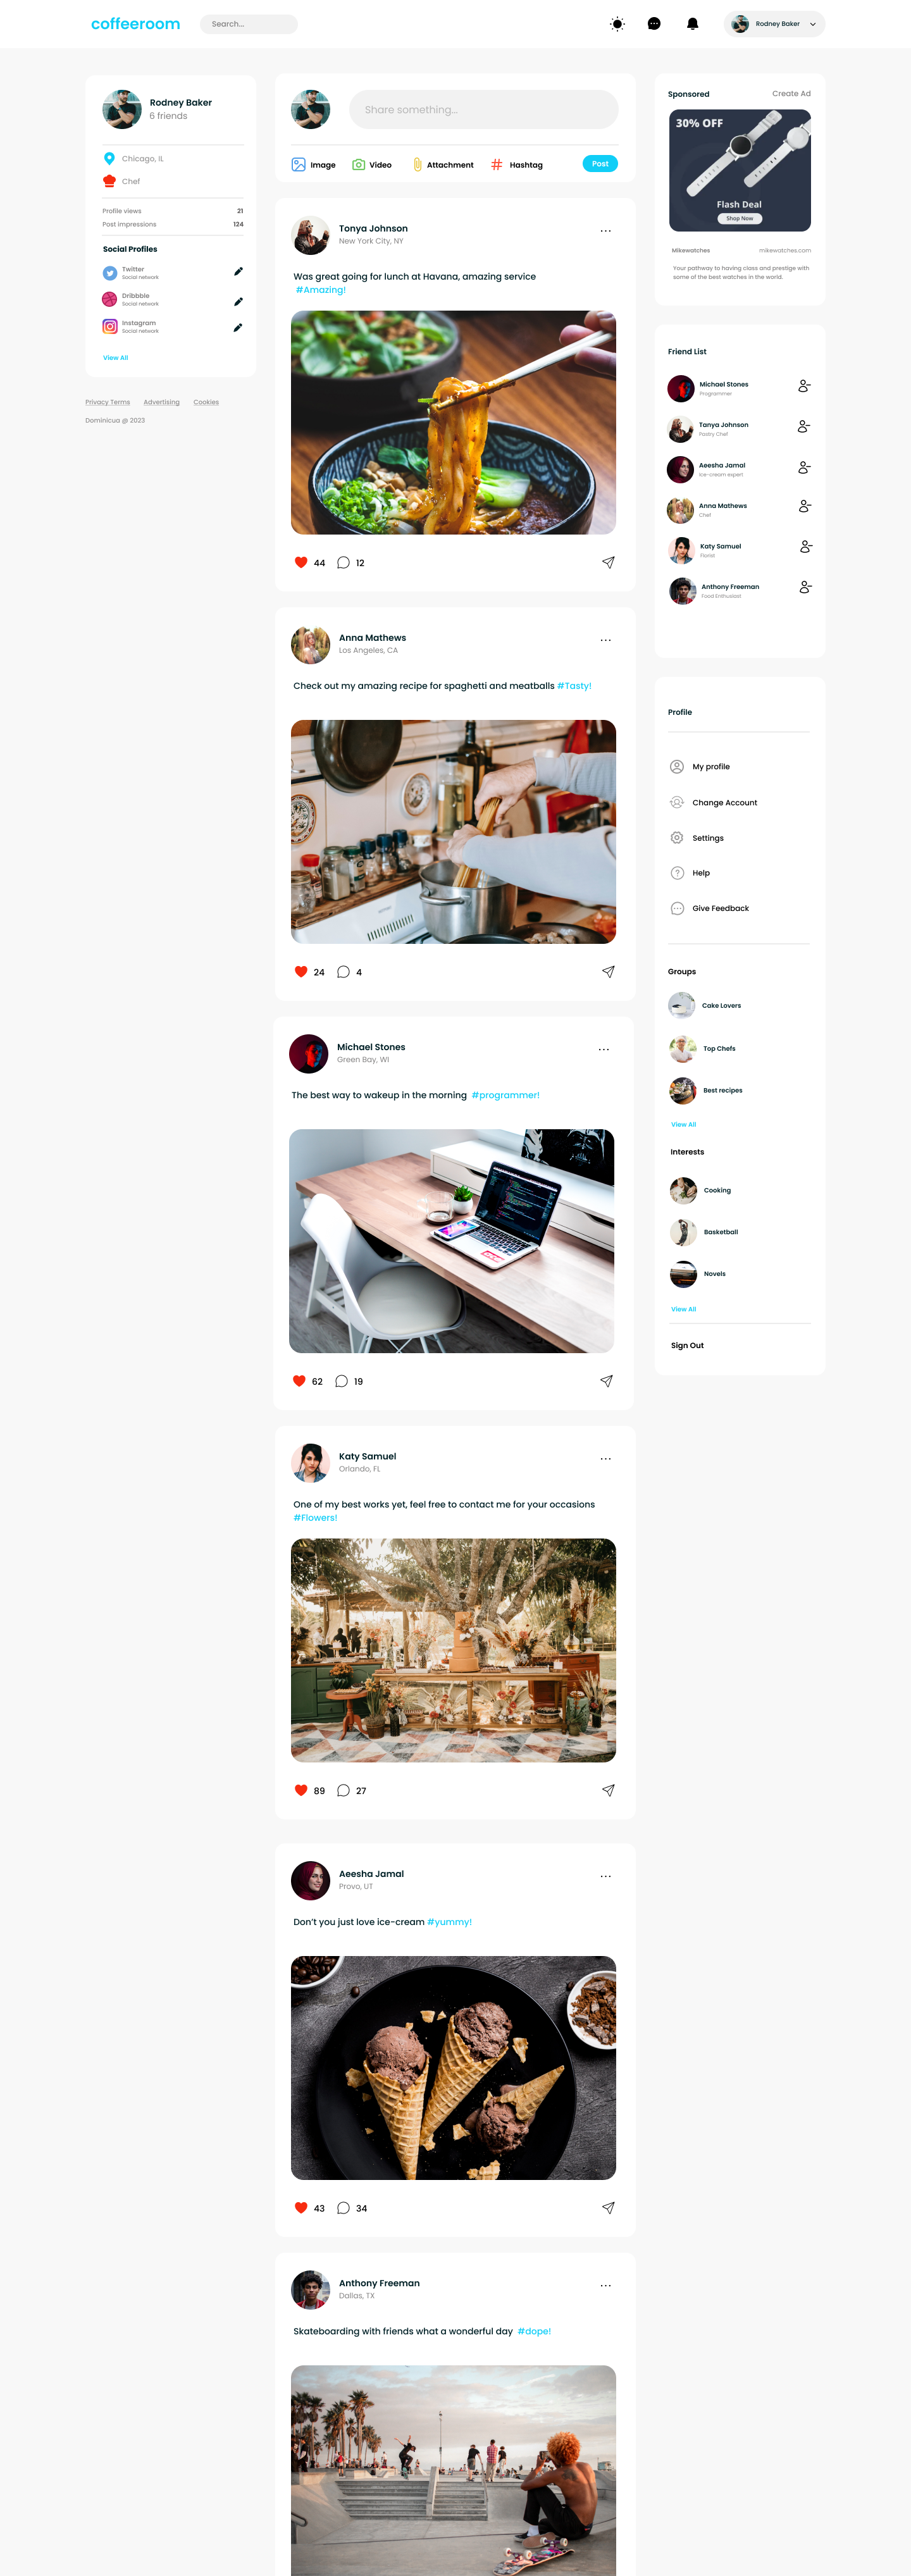 coffeeroom
Search...
Rodney Baker
Rodney Baker
6 friends
Chicago, IL
Chef
Profile views 21
Post impressions 124
Social Profiles
Twitter
Social network
Dribbble
Social network
Instagram
Social network
View All
Privacy Terms Advertising Cookies
Dominicua @ 2023
Share something...
Image Video Attachment Hashtag Post
Tonya Johnson
New York City, NY
Was great going for lunch at Havana, amazing service
#Amazing!
44 12
Anna Mathews
Los Angeles, CA
Check out my amazing recipe for spaghetti and meatballs #Tasty!
24 4
Michael Stones
Green Bay, WI
The best way to wakeup in the morning #programmer!
62 19
Katy Samuel
Orlando, FL
One of my best works yet, feel free to contact me for your occasions
#Flowers!
89 27
Aeesha Jamal
Provo, UT
Don't you just love ice-cream #yummy!
43 34
Anthony Freeman
Dallas, TX
Skateboarding with friends what a wonderful day #dope!
Sponsored Create Ad
30% OFF
Flash Deal
Shop Now
Mikewatches mikewatches.com
Your pathway to having class and prestige with
some of the best watches in the world.
Friend List
Michael Stones
Programmer
Tanya Johnson
Pastry Chef
Aeesha Jamal
Ice-cream expert
Anna Mathews
Chef
Katy Samuel
Florist
Anthony Freeman
Food Enthusiast
Profile
My profile
Change Account
Settings
Help
Give Feedback
Groups
Cake Lovers
Top Chefs
Best recipes
View All
Interests
Cooking
Basketball
Novels
View All
Sign Out